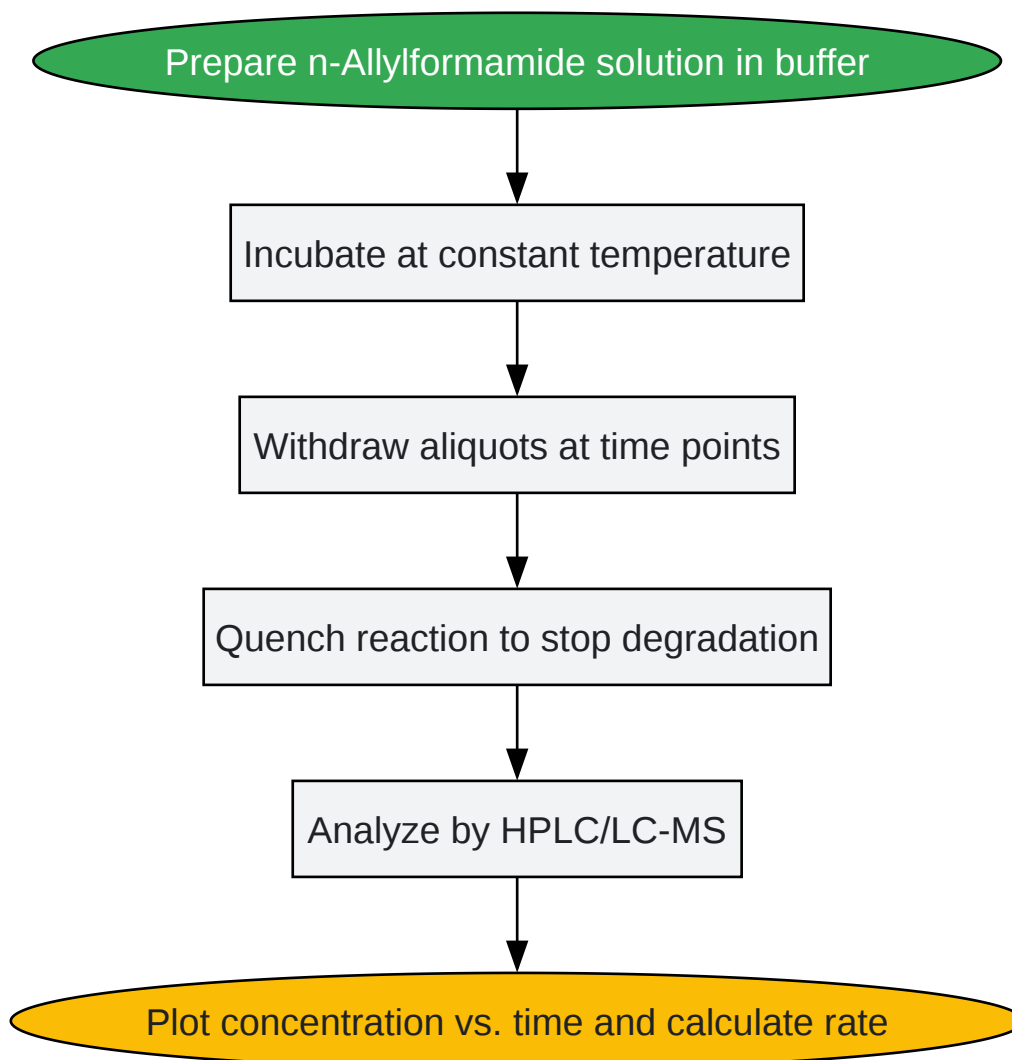 Prepare n-Allylformamide solution in buffer
Incubate at constant temperature
Withdraw aliquots at time points
Quench reaction to stop degradation
Analyze by HPLC/LC-MS
Plot concentration vs. time and calculate rate